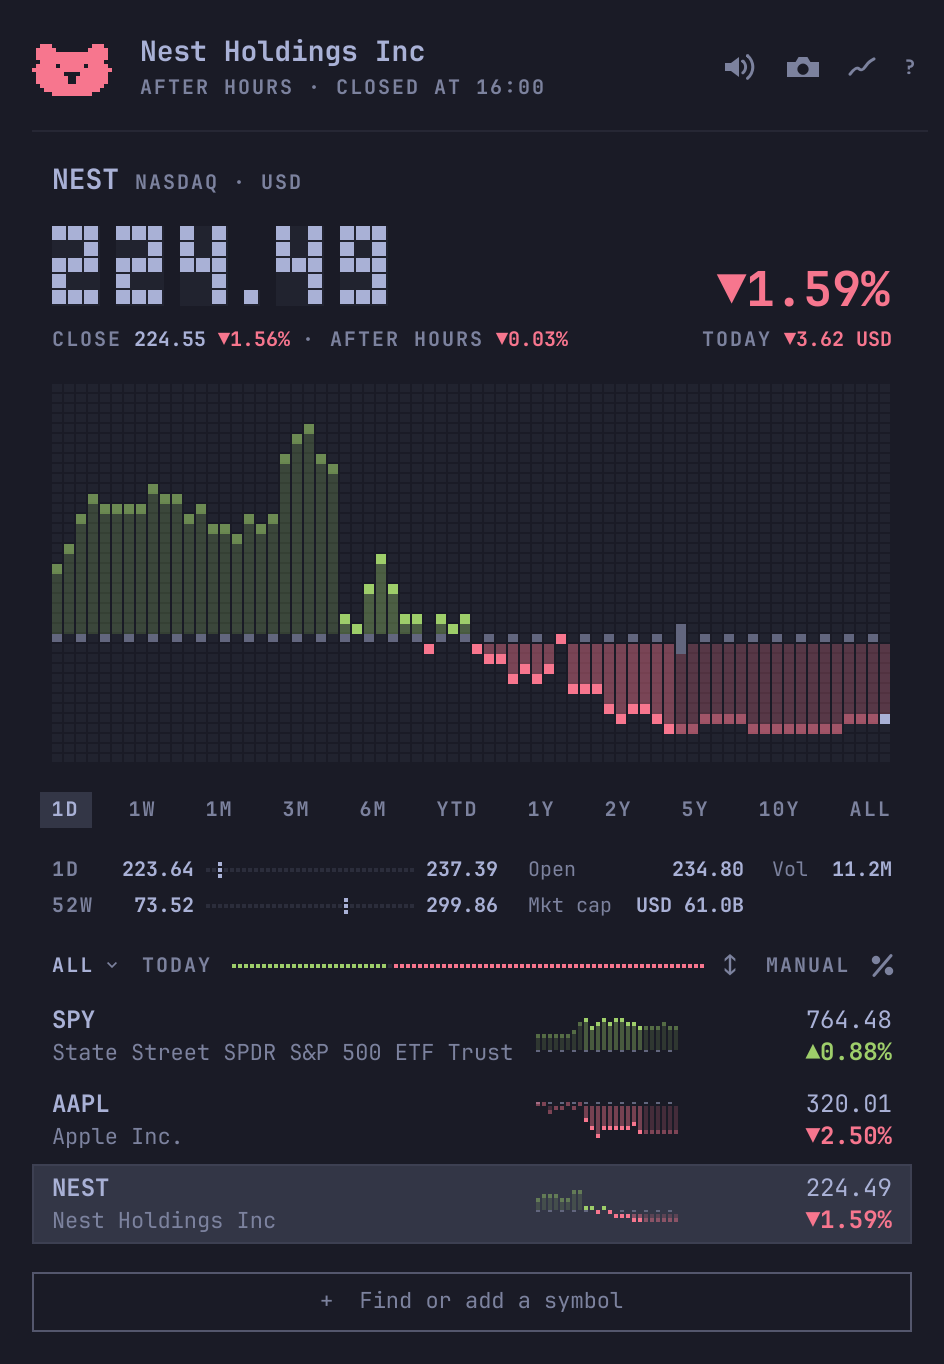 Nest Holdings Inc
AFTER HOURS · CLOSED AT 16:00
?
NEST NASDAQ · USD
224.49
▼1.59%
CLOSE 224.55 ▼1.56% · AFTER HOURS ▼0.03%
TODAY ▼3.62 USD
1D 1W 1M 3M 6M YTD 1Y 2Y 5Y 10Y ALL
1D 223.64 237.39 Open 234.80 Vol 11.2M
52W 73.52 299.86 Mkt cap USD 61.0B
ALL TODAY MANUAL %
SPY 764.48
State Street SPDR S&P 500 ETF Trust ▲0.88%
AAPL 320.01
Apple Inc. ▼2.50%
NEST 224.49
Nest Holdings Inc ▼1.59%
+ Find or add a symbol